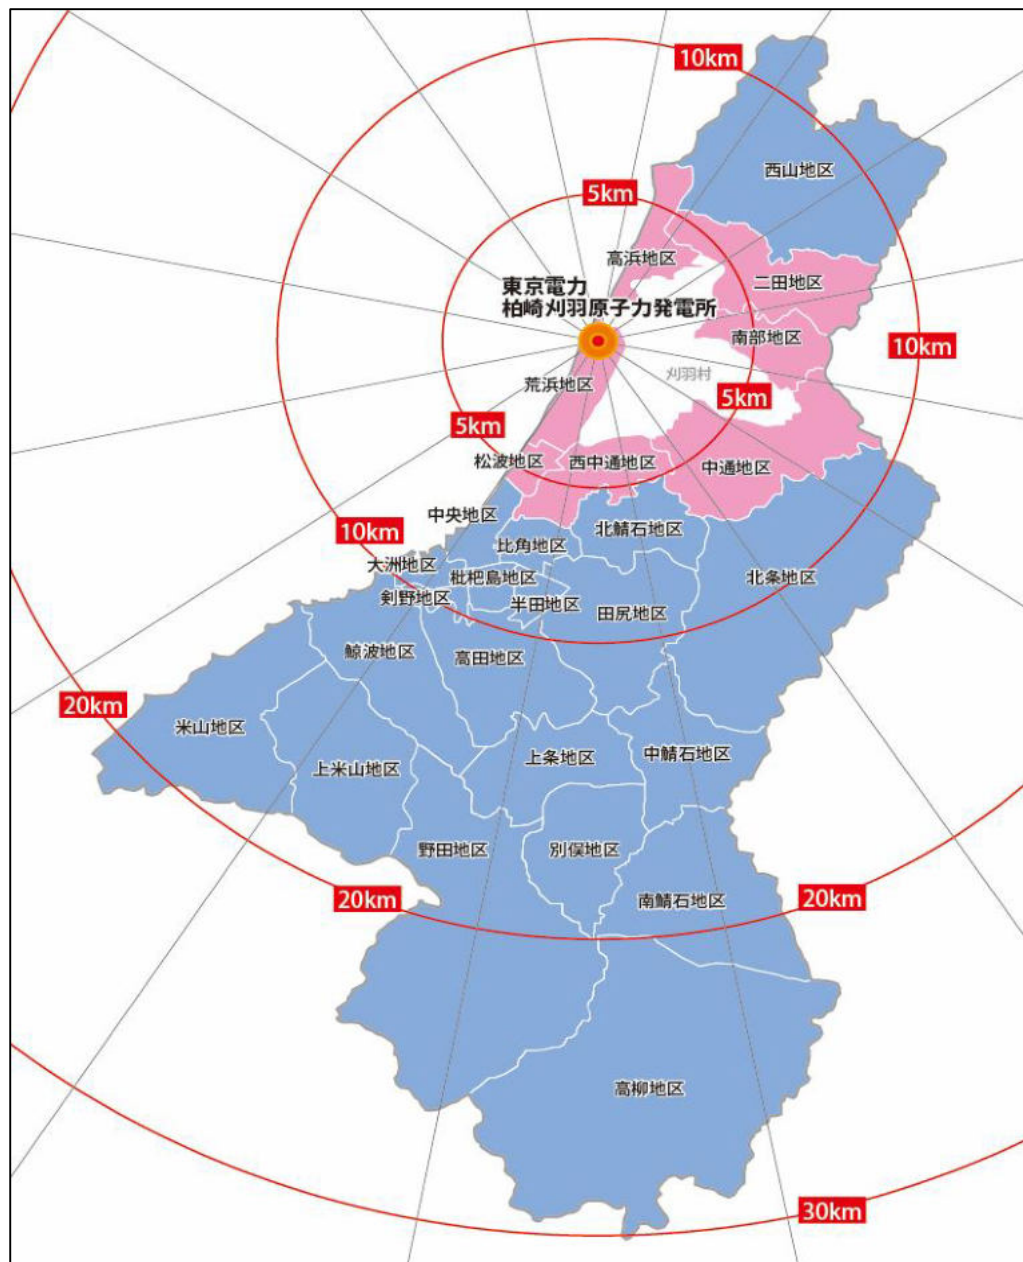 10km
西山地区
5km
高浜地区
二田地区
東京電力
柏崎刈羽原子力発電所
南部地区
10km
刈羽村
荒浜地区
5km
5km
松波地区
西中通地区
中通地区
中央地区
10km
比角地区
北鯖石地区
大洲地区
枇杷島地区
北条地区
剣野地区
半田地区
田尻地区
鯨波地区
高田地区
20km
米山地区
上米山地区
上条地区
中鯖石地区
野田地区
別俣地区
20km
南鯖石地区
20km
高柳地区
30km